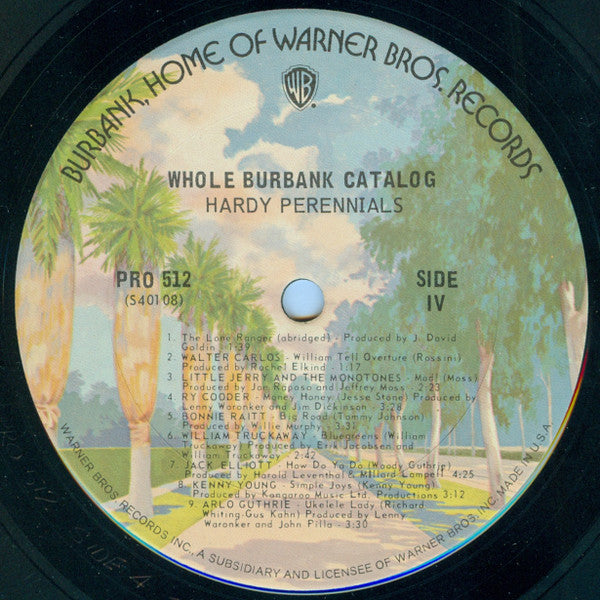 BURBANK, HOME OF WARNER BROS. RECORDS
WB
WHOLE BURBANK CATALOG
HARDY PERENNIALS
PRO 512
(S40108)
SIDE
IV
1. The Lone Ranger (abridged) - Produced by J. David
Goldin - 1:39
2. WALTER CARLOS - William Tell Overture (Rossini)
Produced by Rachel Elkind - 1:17
3. LITTLE JERRY AND THE MONOTONES - Mad! (Moss)
Produced by Joe Raposo and Jeffrey Moss - 2:23
4. RY COODER - Money Honey (Jesse Stone) Produced by
Lenny Waronker and Jim Dickinson - 3:28
5. BONNIE RAITT - Big Road (Tommy Johnson)
Produced by Willie Murphy - 3:31
6. WILLIAM TRUCKAWAY - Bluegreens (William
Truckaway) Produced by Erik Jacobsen and
William Truckaway - 2:42
7. JACK ELLIOTT - How Do Ya Do (Woody Guthrie)
Produced by Harold Leventhal & Millard Lampell - 4:25
8. KENNY YOUNG - Simple Joys (Kenny Young)
Produced by Kangaroo Music Ltd. Productions 3:12
9. ARLO GUTHRIE - Ukelele Lady (Richard
Whiting-Gus Kahn) Produced by Lenny
Waronker and John Pilla - 3:30
WARNER BROS. RECORDS INC., A SUBSIDIARY AND LICENSEE OF WARNER BROS. INC. MADE IN U.S.A.